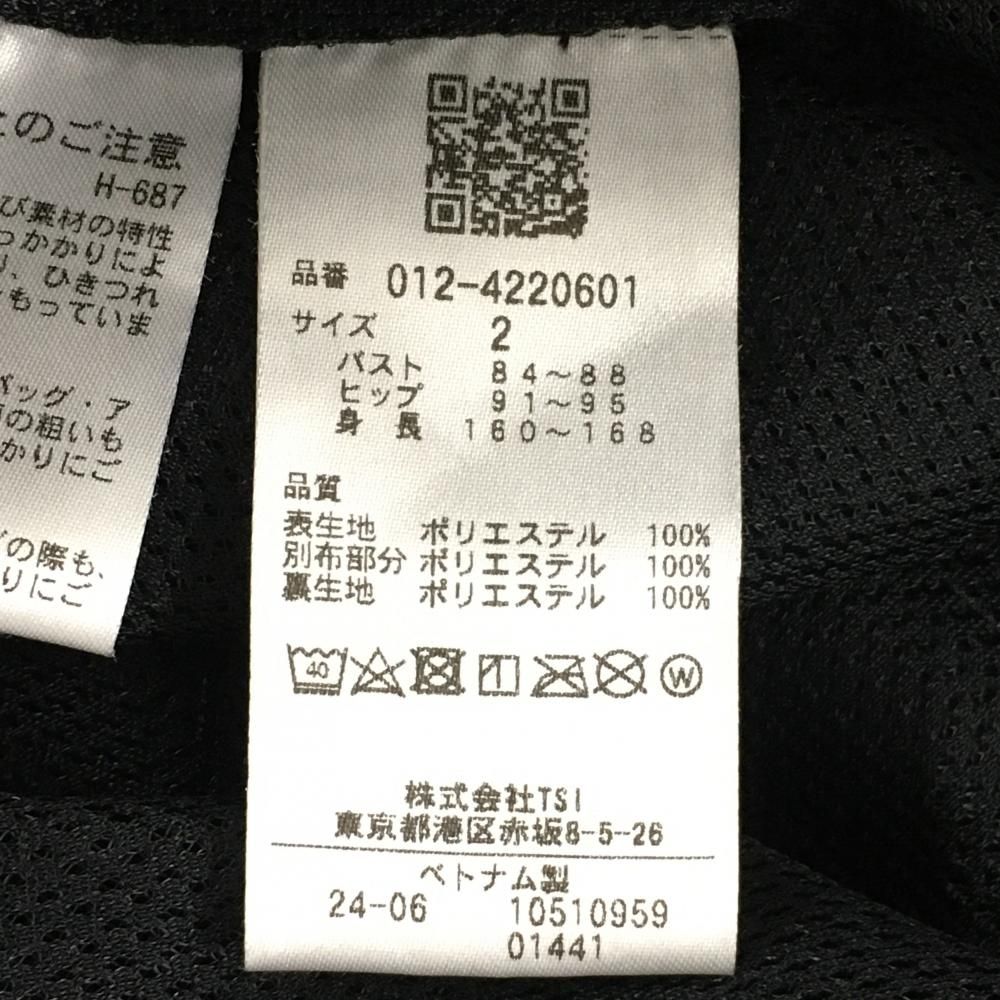 とのご注意
H-687
び素材の特性
っかかりによ
り、ひきつれ
もっていま
バッグ・ア
の粗いも
かりにご
の際も、
りにご
品番 012-4220601
サイズ 2
バスト 84～88
ヒップ 91～95
身長 160～168
品質
表生地 ポリエステル 100%
別布部分 ポリエステル 100%
裏生地 ポリエステル 100%
40
W
株式会社TSI
東京都港区赤坂8-5-26
ベトナム製
24-06 10510959
01441